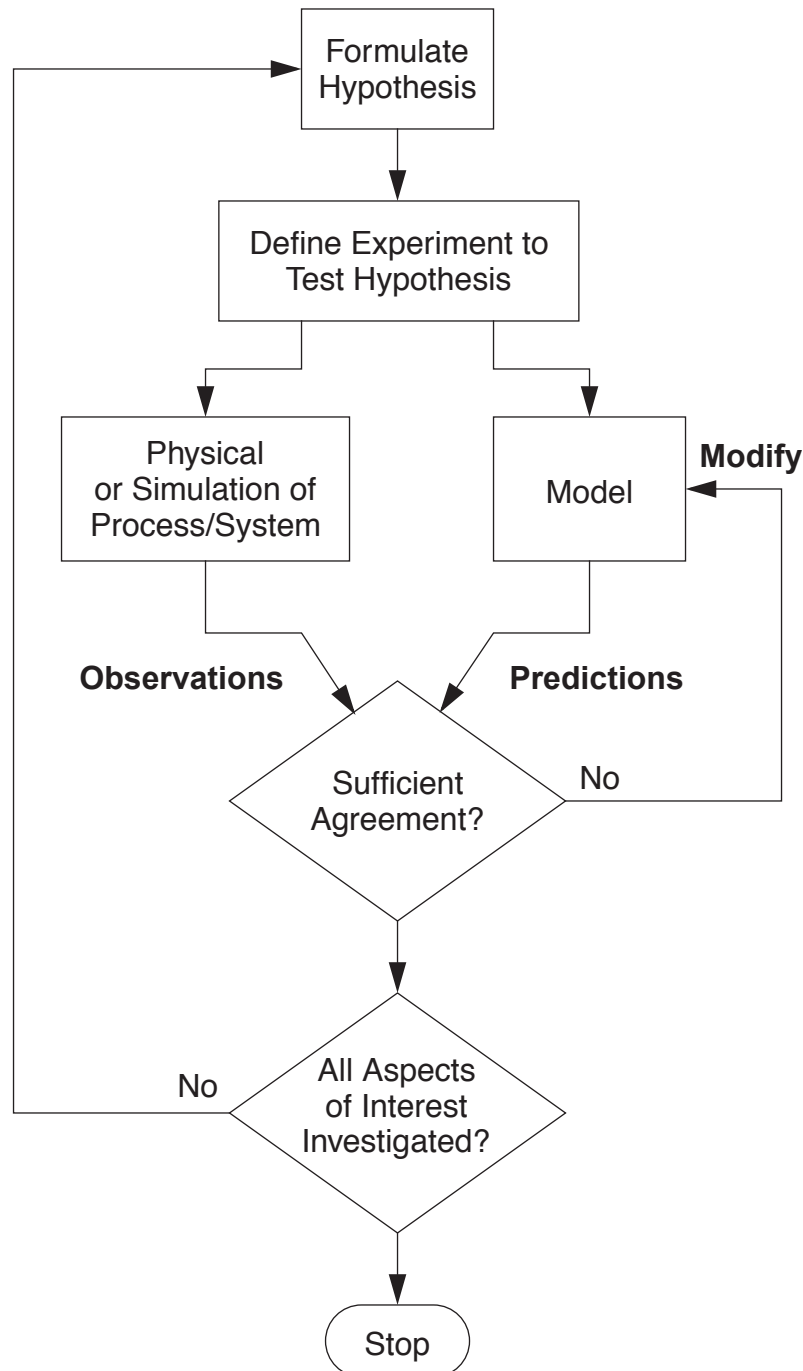 Formulate
Hypothesis
Define Experiment to
Test Hypothesis
Physical
or Simulation of
Process/System
Model
Modify
Observations
Predictions
Sufficient
Agreement?
No
All Aspects
of Interest
Investigated?
No
Stop